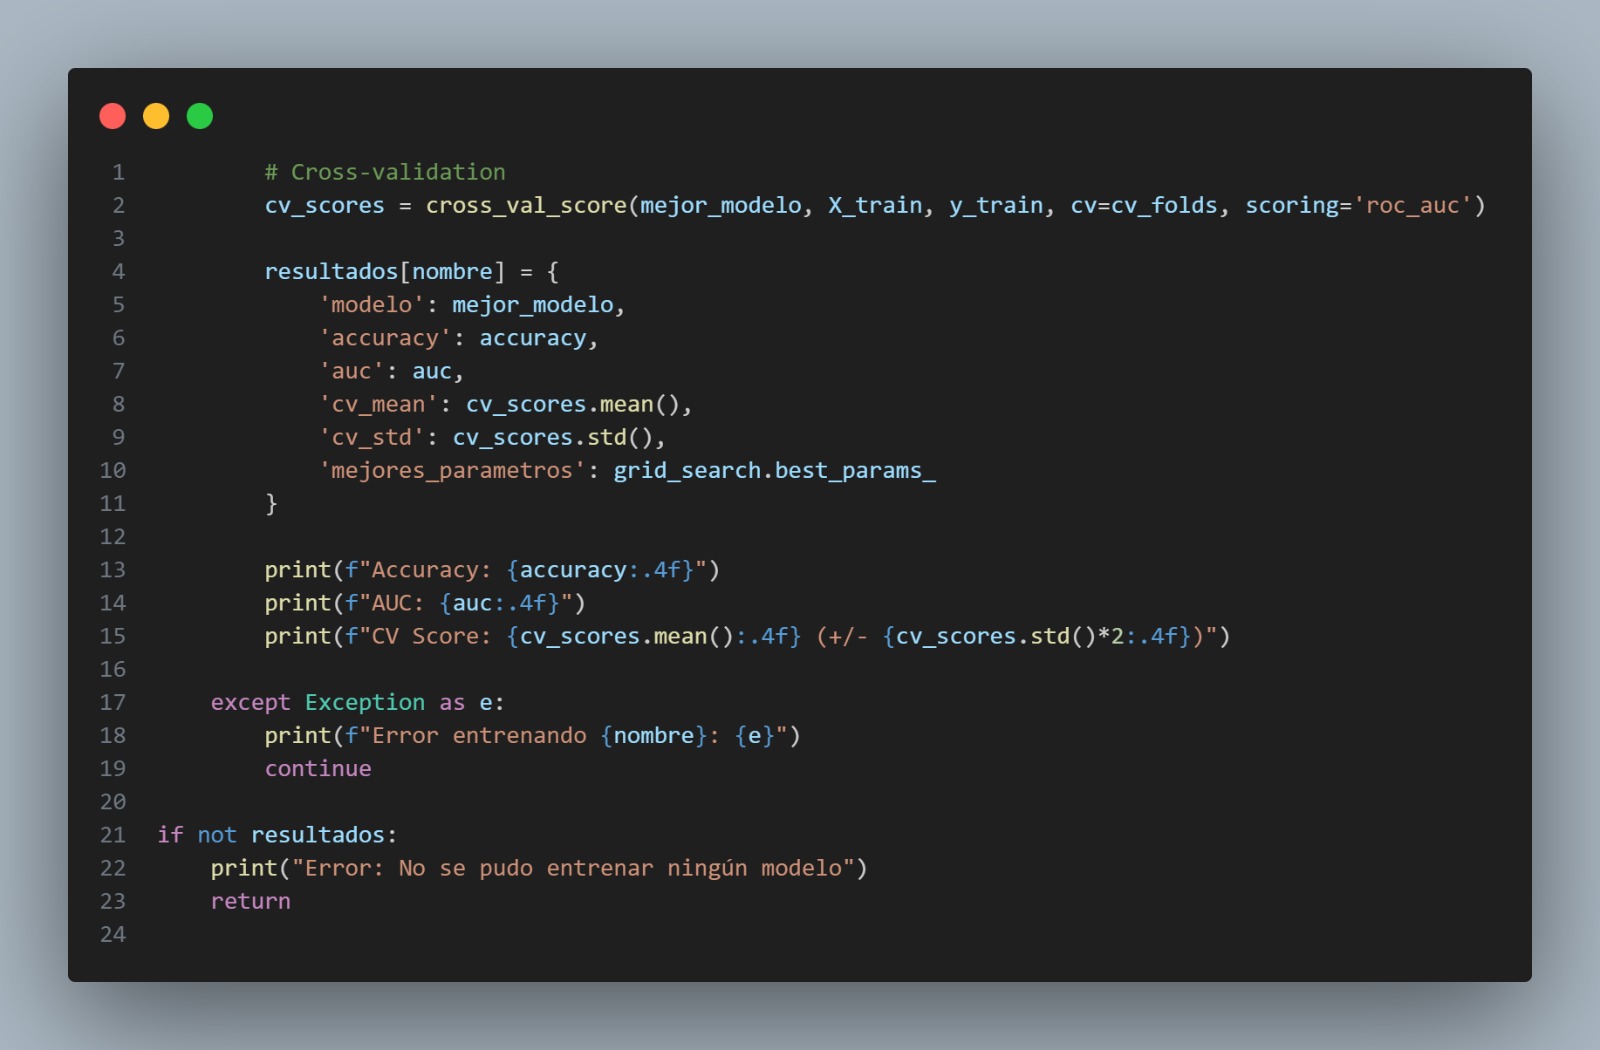 1         # Cross-validation
2         cv_scores = cross_val_score(mejor_modelo, X_train, y_train, cv=cv_folds, scoring='roc_auc')
3
4         resultados[nombre] = {
5             'modelo': mejor_modelo,
6             'accuracy': accuracy,
7             'auc': auc,
8             'cv_mean': cv_scores.mean(),
9             'cv_std': cv_scores.std(),
10             'mejores_parametros': grid_search.best_params_
11         }
12
13         print(f"Accuracy: {accuracy:.4f}")
14         print(f"AUC: {auc:.4f}")
15         print(f"CV Score: {cv_scores.mean():.4f} (+/- {cv_scores.std()*2:.4f})")
16
17     except Exception as e:
18         print(f"Error entrenando {nombre}: {e}")
19         continue
20
21 if not resultados:
22     print("Error: No se pudo entrenar ningún modelo")
23     return
24